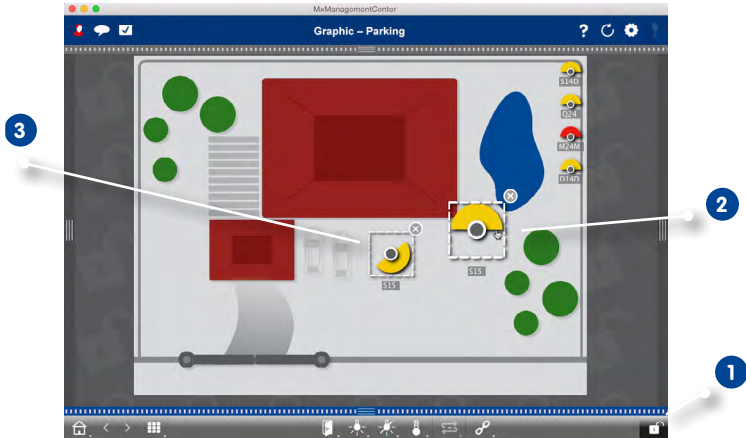 MxManagementCenter
Graphic – Parking
?
S14D
Q24
M24M
D14D
3
2
S15
S15
1